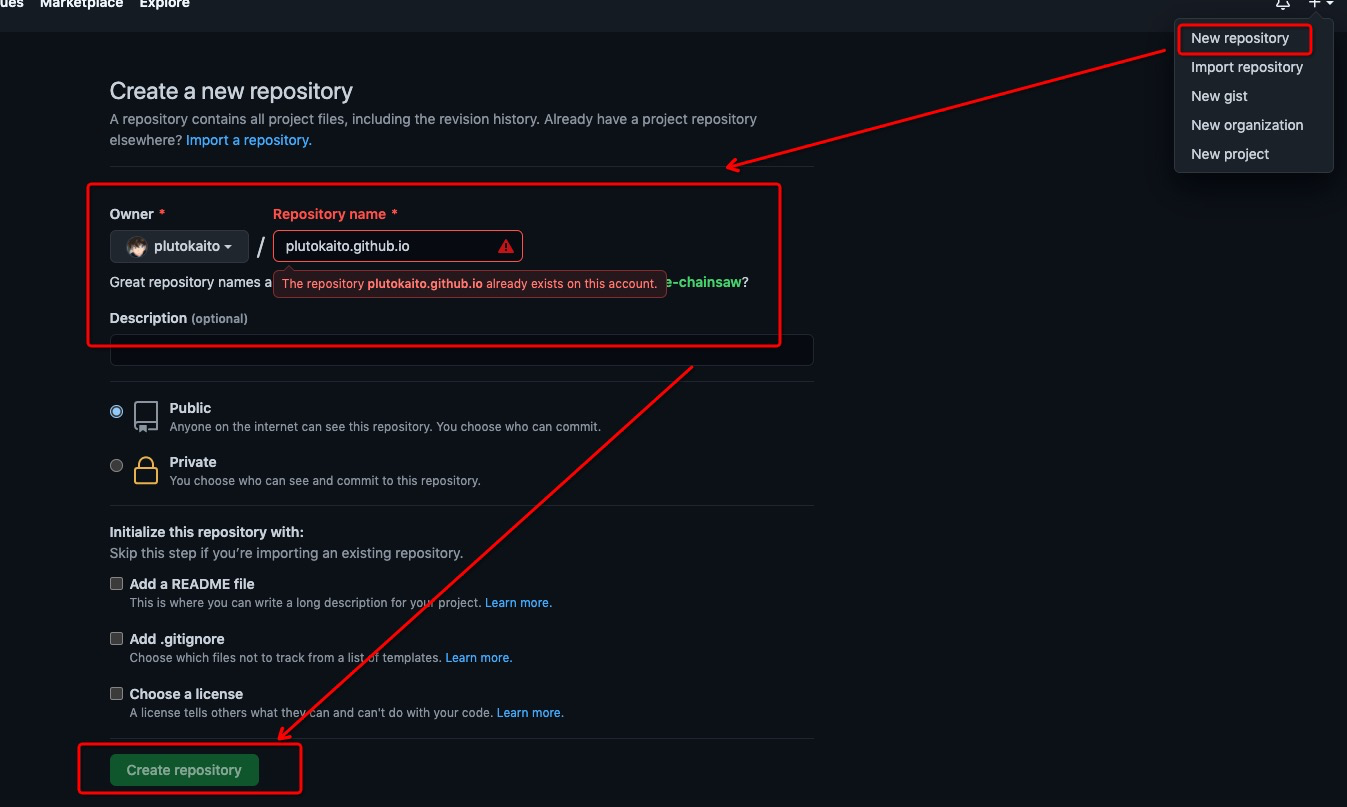 ues Marketplace Explore
New repository
Import repository
New gist
New organization
New project
Create a new repository
A repository contains all project files, including the revision history. Already have a project repository
elsewhere? Import a repository.
Owner * Repository name *
plutokaito / plutokaito.github.io
Great repository names a
The repository plutokaito.github.io already exists on this account.
e-chainsaw?
Description (optional)
Public
Anyone on the internet can see this repository. You choose who can commit.
Private
You choose who can see and commit to this repository.
Initialize this repository with:
Skip this step if you’re importing an existing repository.
Add a README file
This is where you can write a long description for your project. Learn more.
Add .gitignore
Choose which files not to track from a list of templates. Learn more.
Choose a license
A license tells others what they can and can't do with your code. Learn more.
Create repository